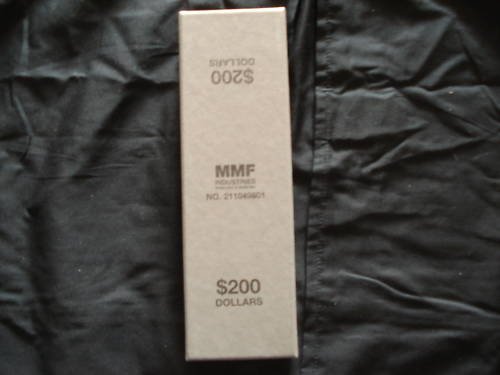 $200
DOLLARS
MMF
INDUSTRIES
NO. 211049801
$200
DOLLARS